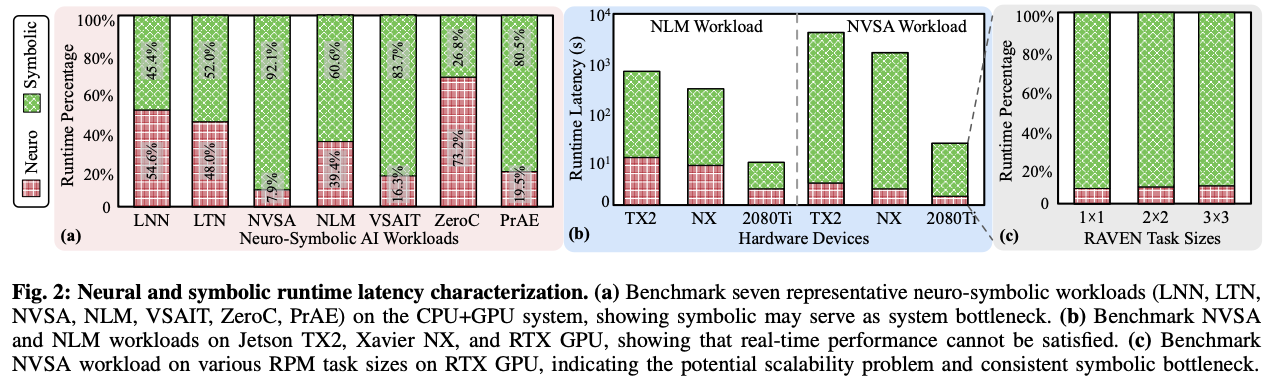 Neuro Symbolic
Runtime Percentage
100%
80%
60%
40%
20%
0
45.4%
54.6%
52.0%
48.0%
92.1%
7.9%
60.6%
39.4%
83.7%
16.3%
26.8%
73.2%
80.5%
19.5%
LNN LTN NVSA NLM VSAIT ZeroC PrAE
(a) Neuro-Symbolic AI Workloads
Runtime Latency (s)
10⁴
10³
10²
10¹
0
NLM Workload NVSA Workload
TX2 NX 2080Ti TX2 NX 2080Ti
(b) Hardware Devices
Runtime Percentage
100%
80%
60%
40%
20%
0
1×1 2×2 3×3
(c) RAVEN Task Sizes
Fig. 2: Neural and symbolic runtime latency characterization. (a) Benchmark seven representative neuro-symbolic workloads (LNN, LTN,
NVSA, NLM, VSAIT, ZeroC, PrAE) on the CPU+GPU system, showing symbolic may serve as system bottleneck. (b) Benchmark NVSA
and NLM workloads on Jetson TX2, Xavier NX, and RTX GPU, showing that real-time performance cannot be satisfied. (c) Benchmark
NVSA workload on various RPM task sizes on RTX GPU, indicating the potential scalability problem and consistent symbolic bottleneck.